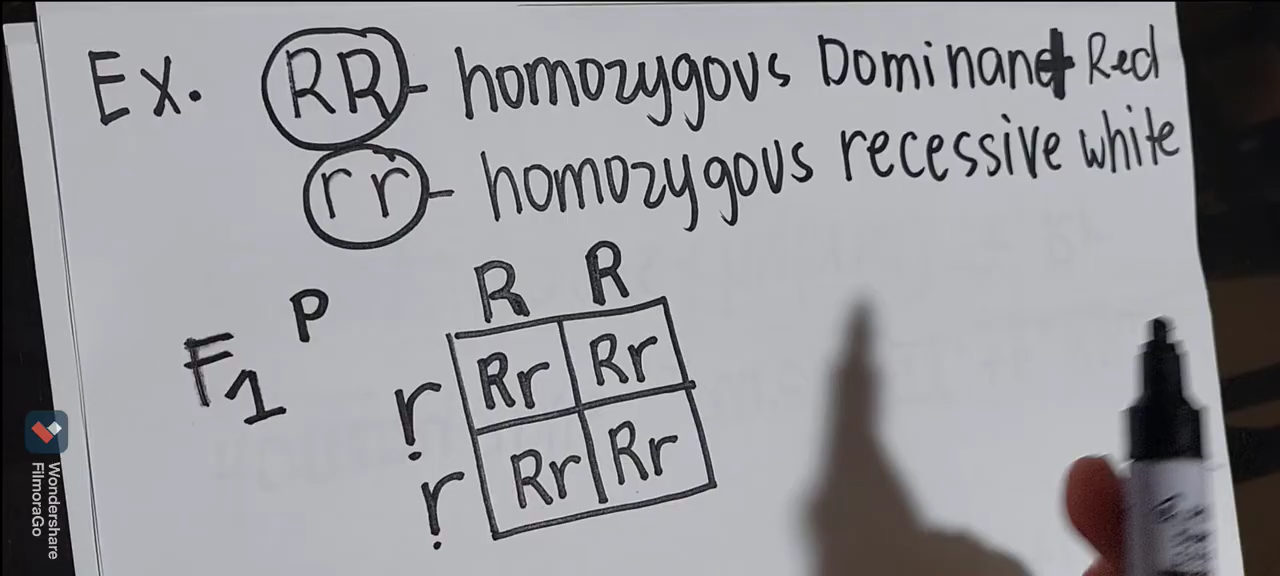 Ex. RR - homozygous Dominant Red
rr - homozygous recessive white
P
F1
R R
r Rr Rr
r Rr Rr
Wondershare
FilmoraGo